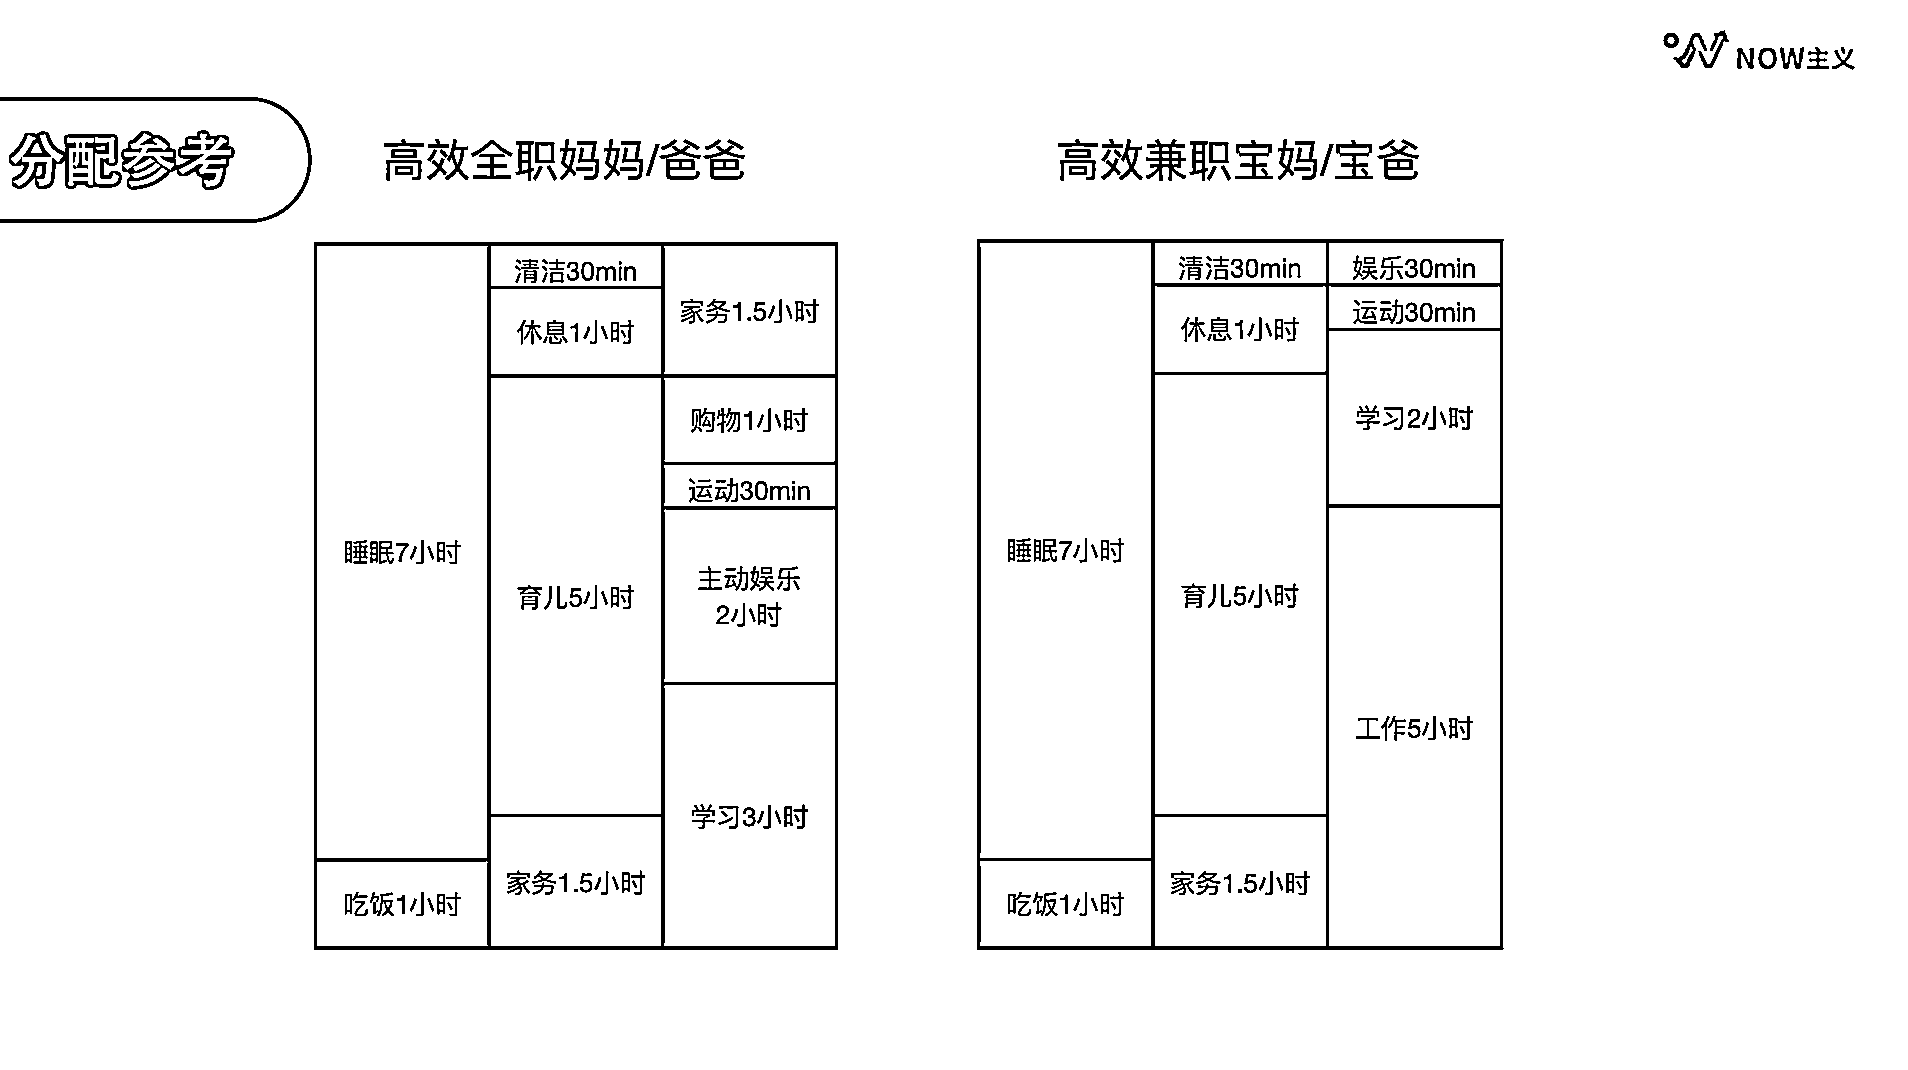 NOW主义
分配参考
高效全职妈妈/爸爸
睡眠7小时
吃饭1小时
清洁30min
休息1小时
育儿5小时
家务1.5小时
家务1.5小时
购物1小时
运动30min
主动娱乐
2小时
学习3小时
高效兼职宝妈/宝爸
睡眠7小时
吃饭1小时
清洁30min
休息1小时
育儿5小时
家务1.5小时
娱乐30min
运动30min
学习2小时
工作5小时